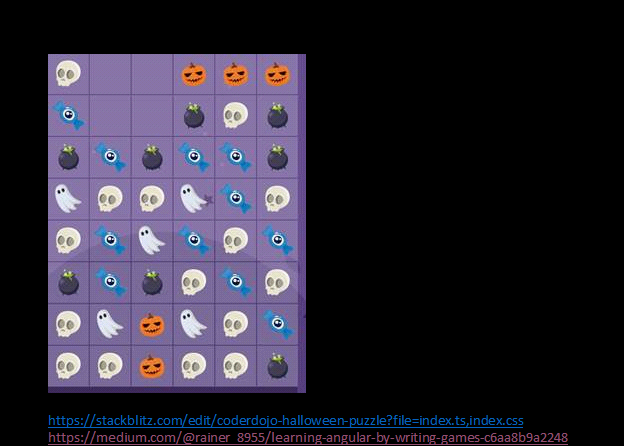 https://stackblitz.com/edit/coderdojo-halloween-puzzle?file=index.ts,index.css
https://medium.com/@rainer_8955/learning-angular-by-writing-games-c6aa8b9a2248